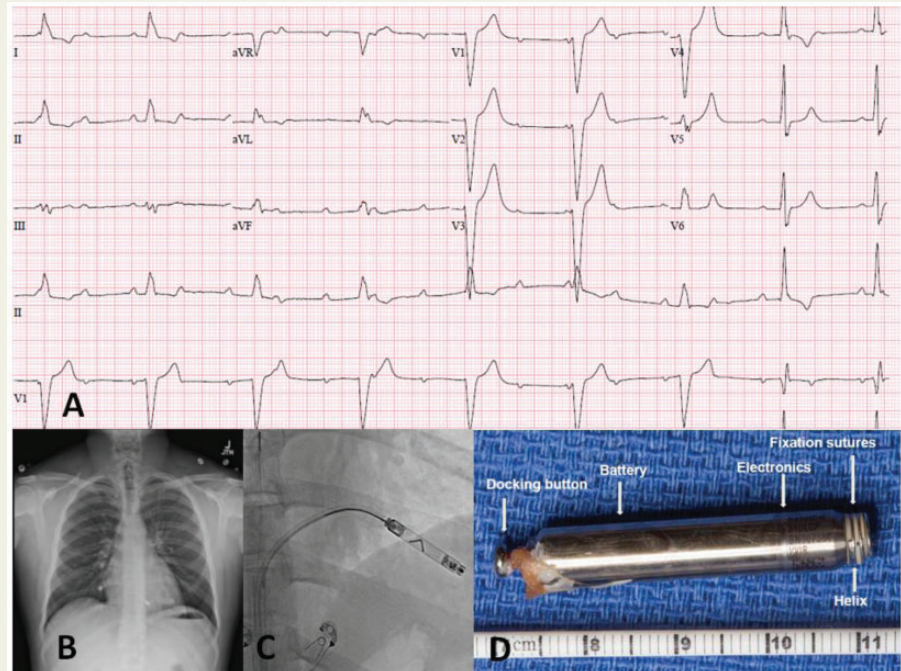 I aVR V1 V4
II aVL V2 V5
III aVF V3 V6
II
V1
A
B
C
Fixation sutures
Electronics
Battery
Docking button
Helix
D
cm 8 9 10 11